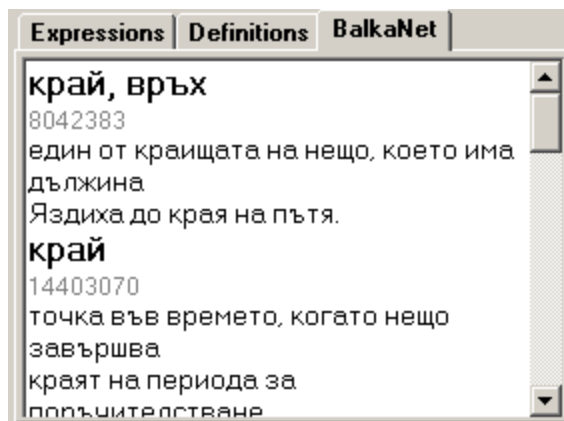 Expressions Definitions BalkaNet
край, връх
8042383
един от краищата на нещо, което има
дължина
Яздиха до края на пътя.
край
14403070
точка във времето, когато нещо
завършва
краят на периода за
поръчителстване